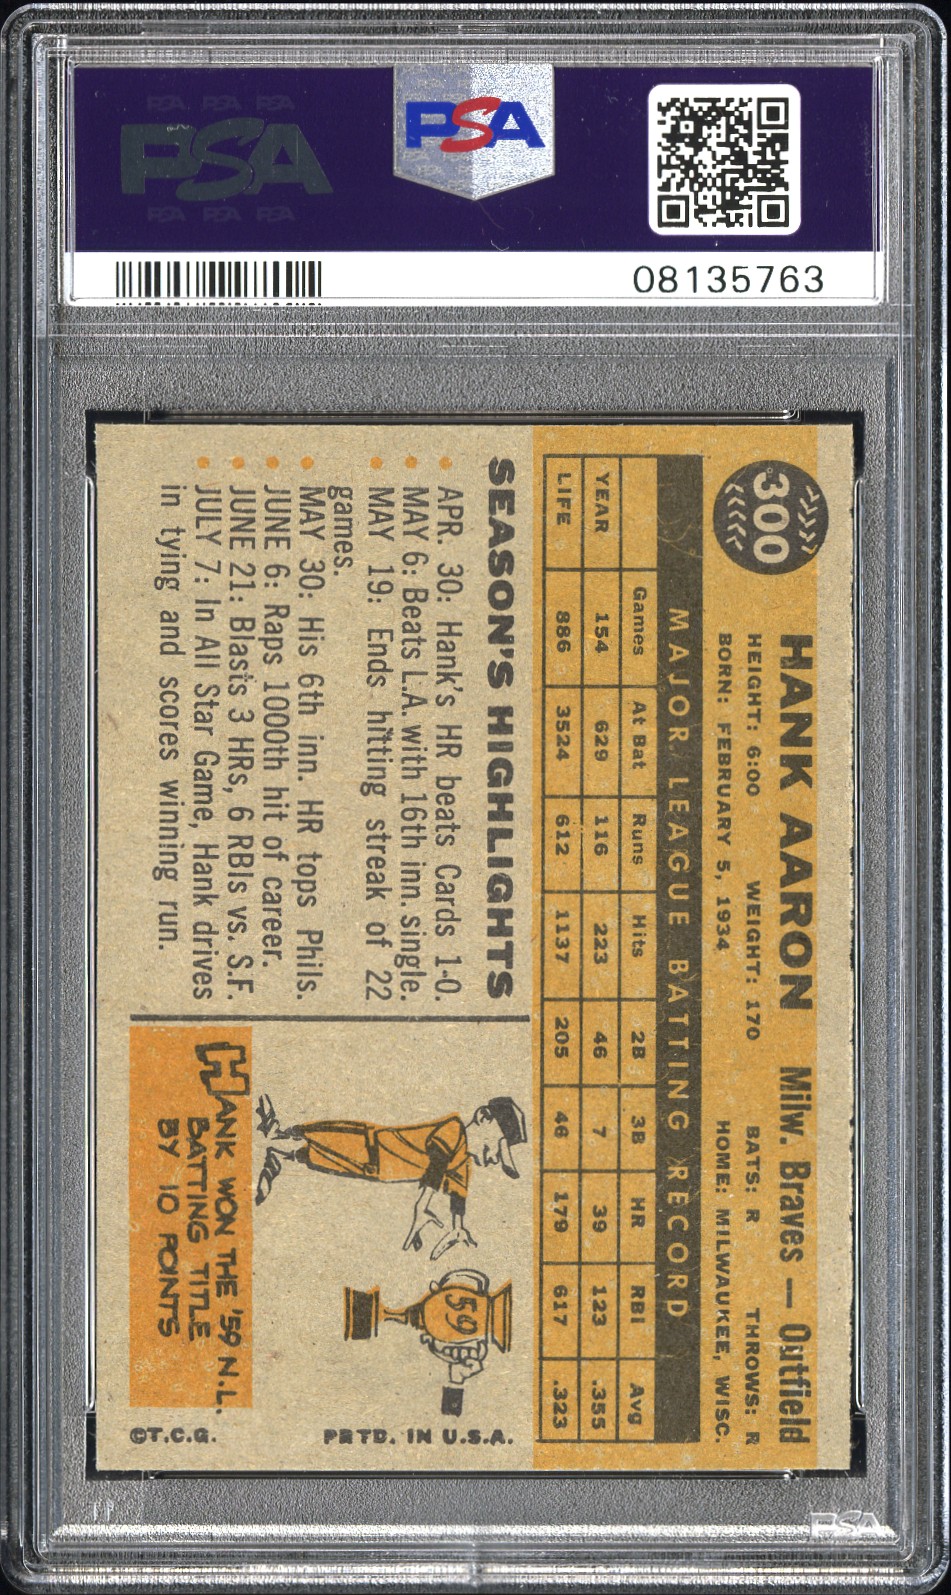 PSA PSA PSA
PSA
PSA PSA PSA
PSA
08135763
300
HANK AARON Milw. Braves — Outfield
HEIGHT: 6:00 WEIGHT: 170 BATS: R THROWS: R
BORN: FEBRUARY 5, 1934 HOME: MILWAUKEE, WISC.
MAJOR LEAGUE BATTING RECORD
Games At Bat Runs Hits 2B 3B HR RBI Avg
YEAR 154 629 116 223 46 7 39 123 .355
LIFE 886 3524 612 1137 205 46 179 617 .323
SEASON'S HIGHLIGHTS
APR. 30: Hank's HR beats Cards 1-0.
MAY 6: Beats L.A. with 16th inn. single.
MAY 19: Ends hitting streak of 22
games.
MAY 30: His 6th inn. HR tops Phils.
JUNE 6: Raps 1000th hit of career.
JUNE 21: Blasts 3 HRs, 6 RBIs vs. S.F.
JULY 7: In All Star Game, Hank drives
in tying and scores winning run.
59
HANK WON THE '59 N.L.
BATTING TITLE
BY 10 POINTS
©T.C.G. PRTD. IN U.S.A.
PSA